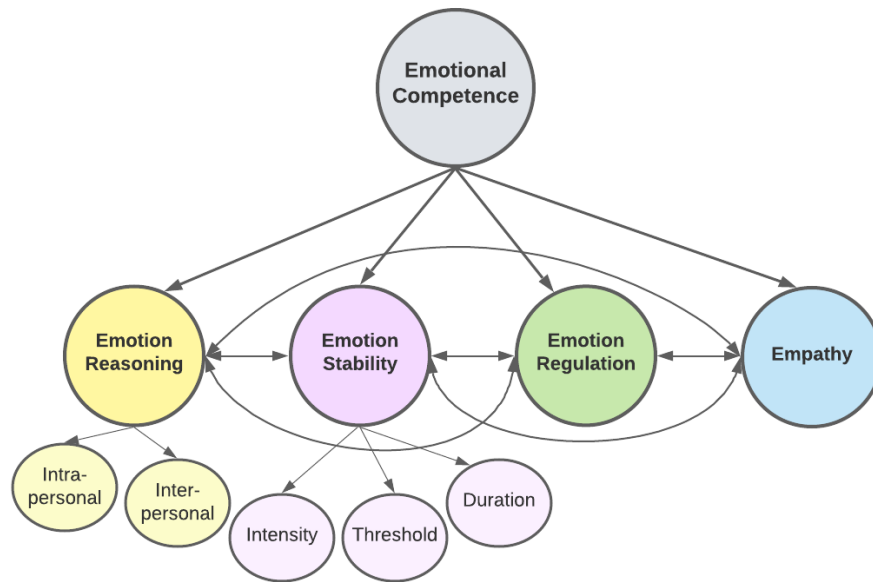 Emotional
Competence
Emotion
Reasoning
Emotion
Stability
Emotion
Regulation
Empathy
Intra-
personal
Inter-
personal
Intensity
Threshold
Duration